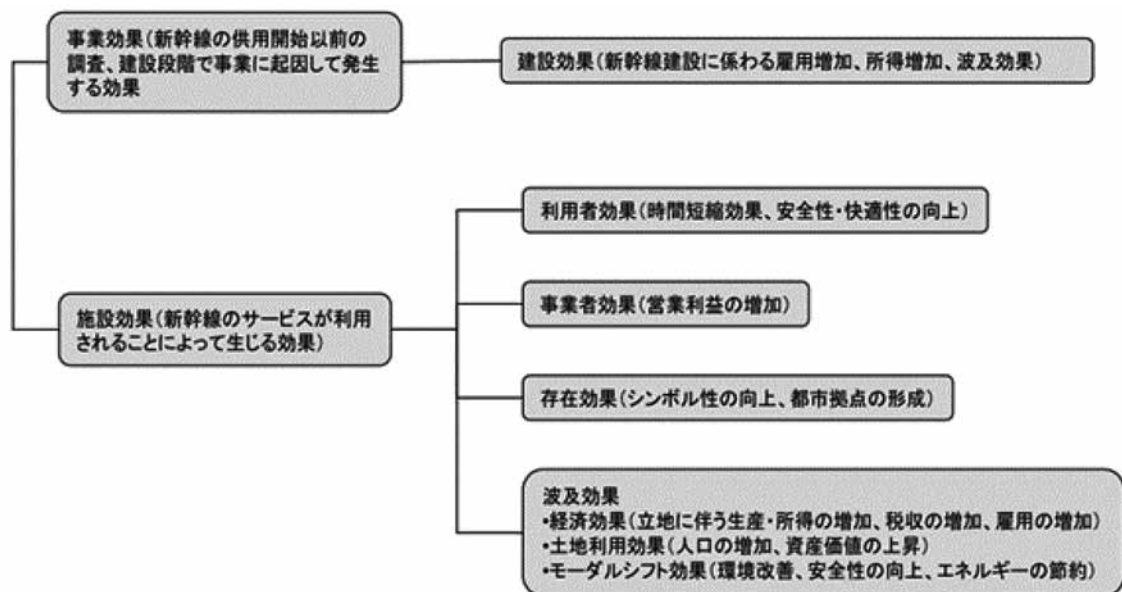 事業効果(新幹線の供用開始以前の
調査、建設段階で事業に起因して発生
する効果
建設効果(新幹線建設に係わる雇用増加、所得増加、波及効果)
利用者効果(時間短縮効果、安全性・快適性の向上)
事業者効果(営業利益の増加)
施設効果(新幹線のサービスが利用
されることによって生じる効果)
存在効果(シンボル性の向上、都市拠点の形成)
波及効果
・経済効果(立地に伴う生産・所得の増加、税収の増加、雇用の増加)
・土地利用効果(人口の増加、資産価値の上昇)
・モーダルシフト効果(環境改善、安全性の向上、エネルギーの節約)